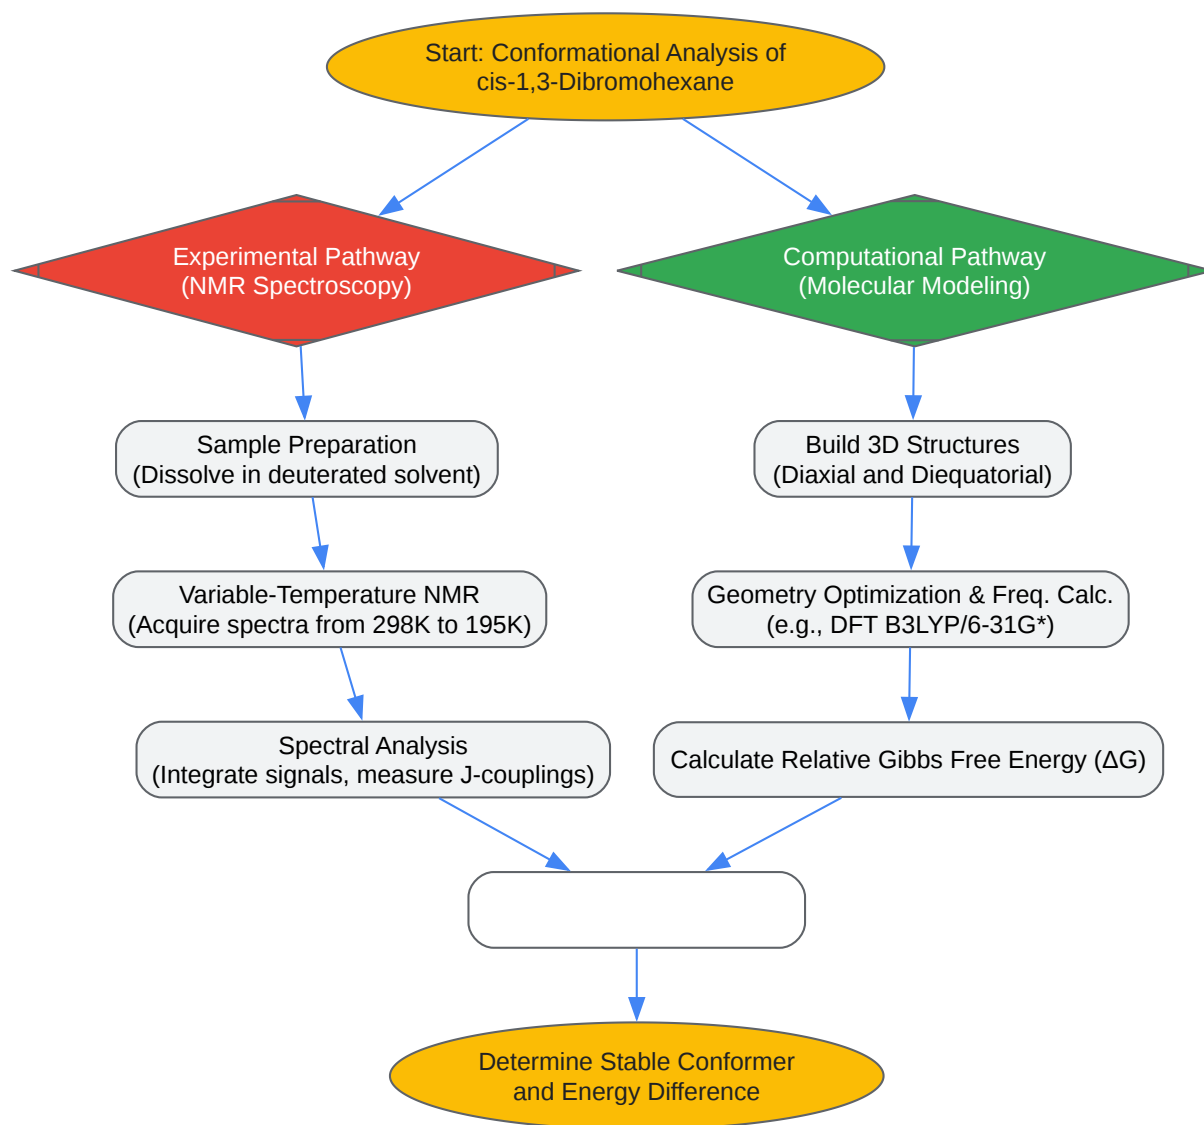 Start: Conformational Analysis of
cis-1,3-Dibromohexane
Experimental Pathway
(NMR Spectroscopy)
Computational Pathway
(Molecular Modeling)
Sample Preparation
(Dissolve in deuterated solvent)
Build 3D Structures
(Diaxial and Diequatorial)
Variable-Temperature NMR
(Acquire spectra from 298K to 195K)
Geometry Optimization & Freq. Calc.
(e.g., DFT B3LYP/6-31G*)
Spectral Analysis
(Integrate signals, measure J-couplings)
Calculate Relative Gibbs Free Energy (ΔG)
Determine Stable Conformer
and Energy Difference